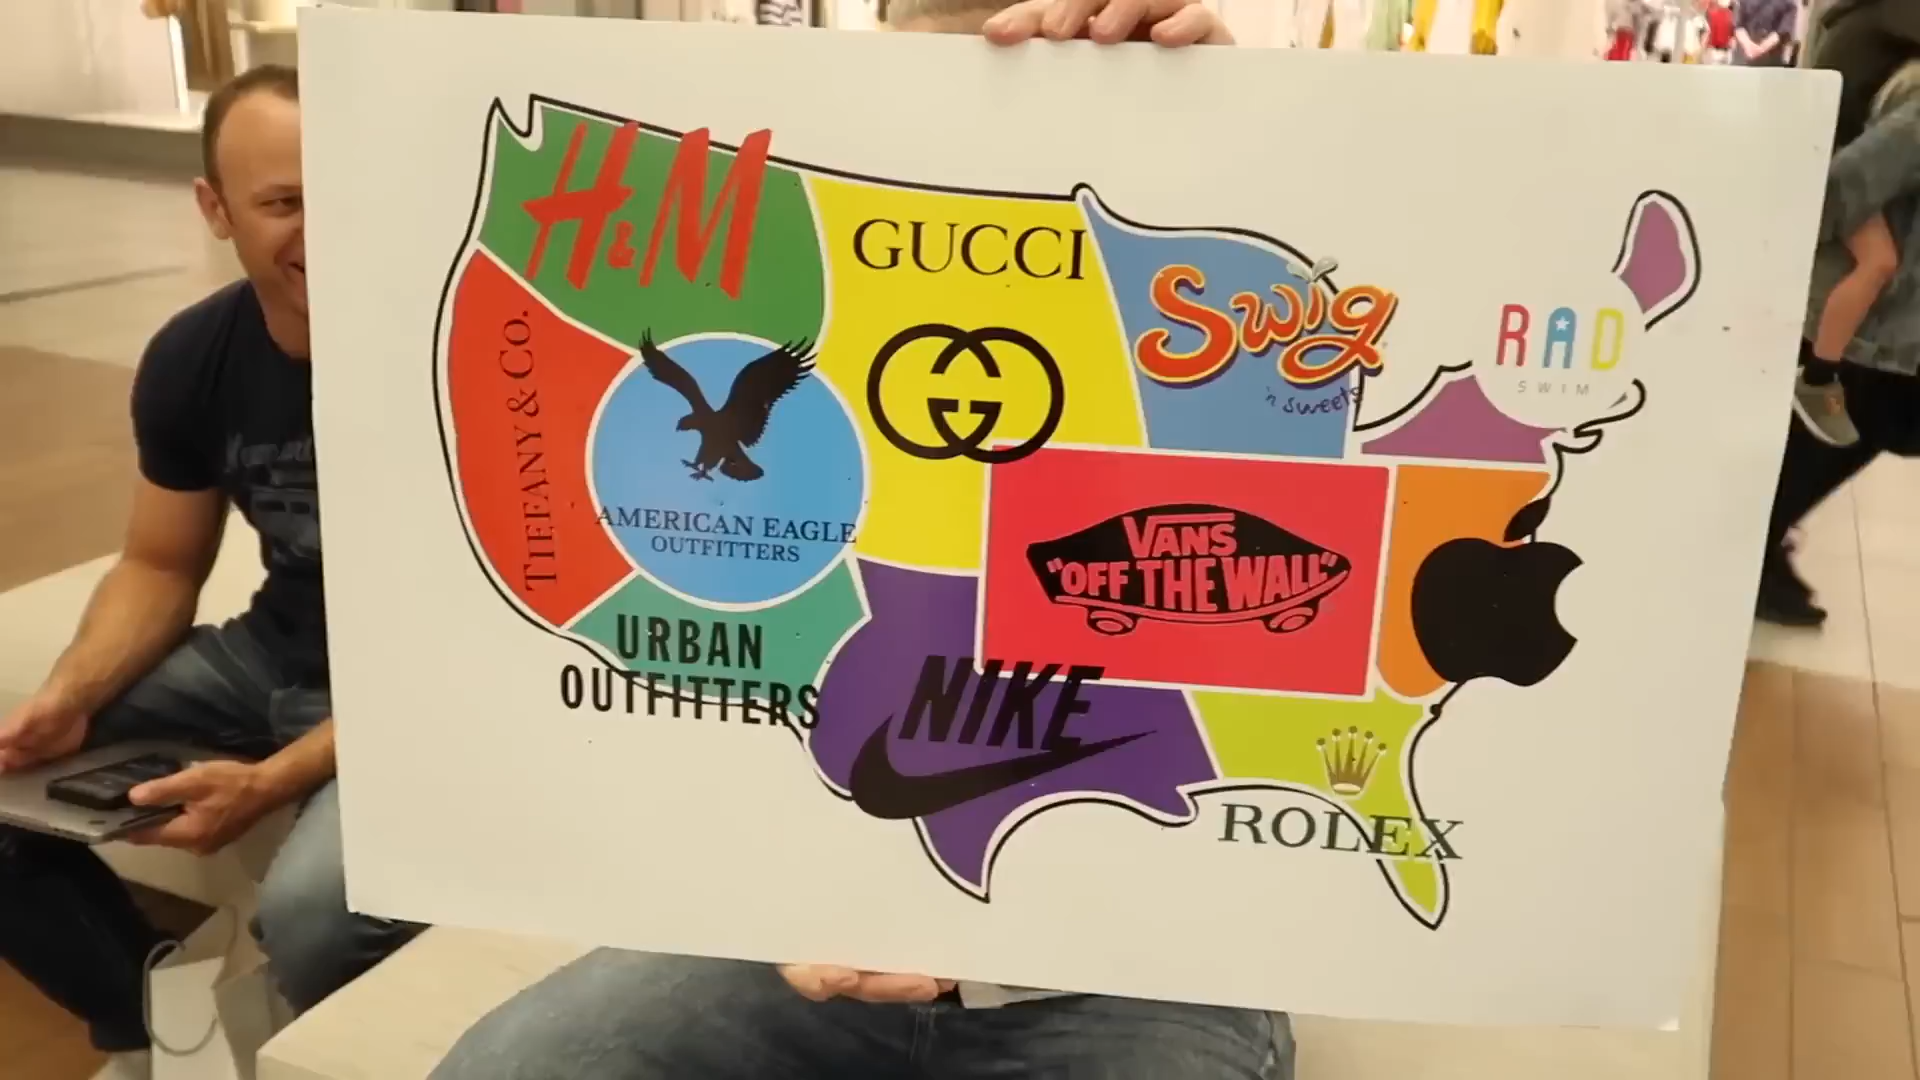 H&M
GUCCI
Swig
'n sweets
RAD
SWIM
TIFFANY & CO.
AMERICAN EAGLE
OUTFITTERS
VANS
"OFF THE WALL"
URBAN
OUTFITTERS
NIKE
ROLEX